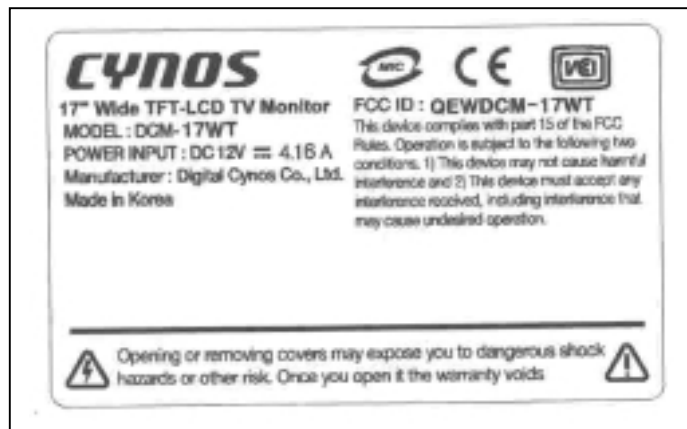 CYNOS
MIC CE VCI
17" Wide TFT-LCD TV Monitor
MODEL : DCM-17WT
POWER INPUT : DC 12V ⎓ 4.16 A
Manufacturer : Digital Cynos Co., Ltd.
Made in Korea
FCC ID : QEWDCM-17WT
This device complies with part 15 of the FCC
Rules. Operation is subject to the following two
conditions. 1) This device may not cause harmful
interference and 2) This device must accept any
interference received, including interference that
may cause undesired operation.
Opening or removing covers may expose you to dangerous shock
hazards or other risk. Once you open it the warranty voids